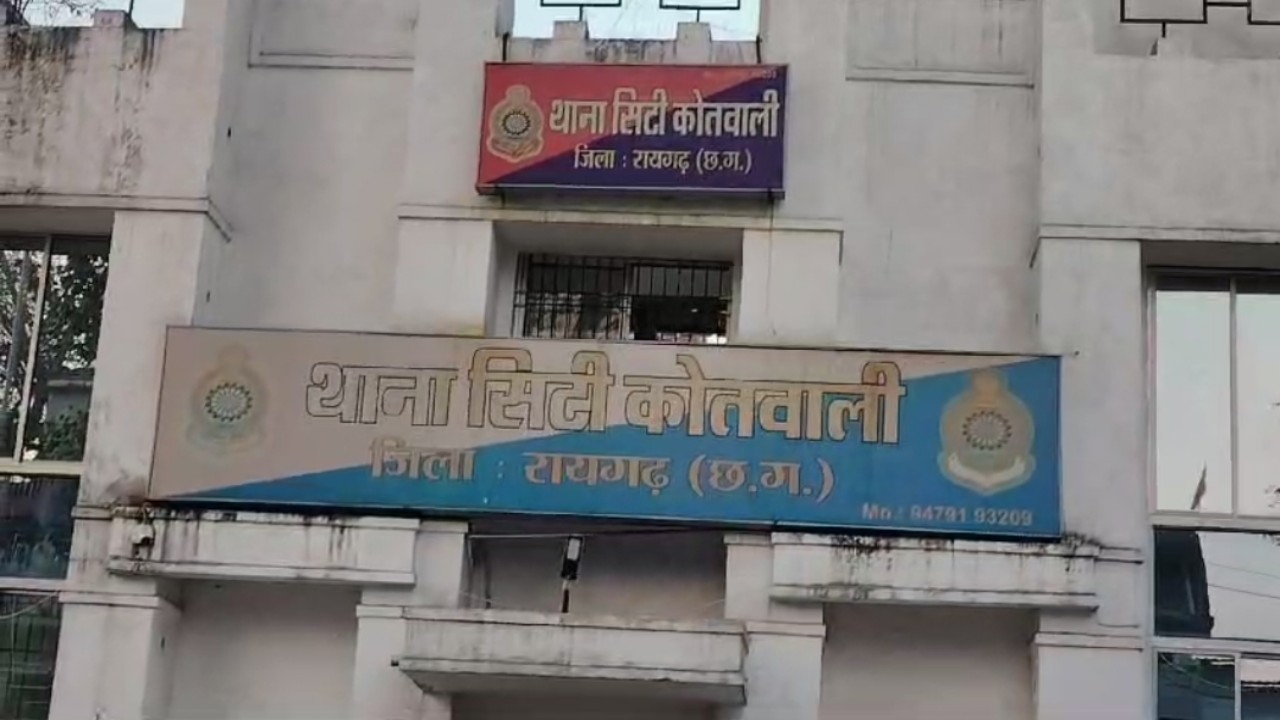 थाना सिटी कोतवाली
जिला : रायगढ़ (छ.ग.)
थाना सिटी कोतवाली
जिला : रायगढ़ (छ.ग.)
Mo.: 94791 93209